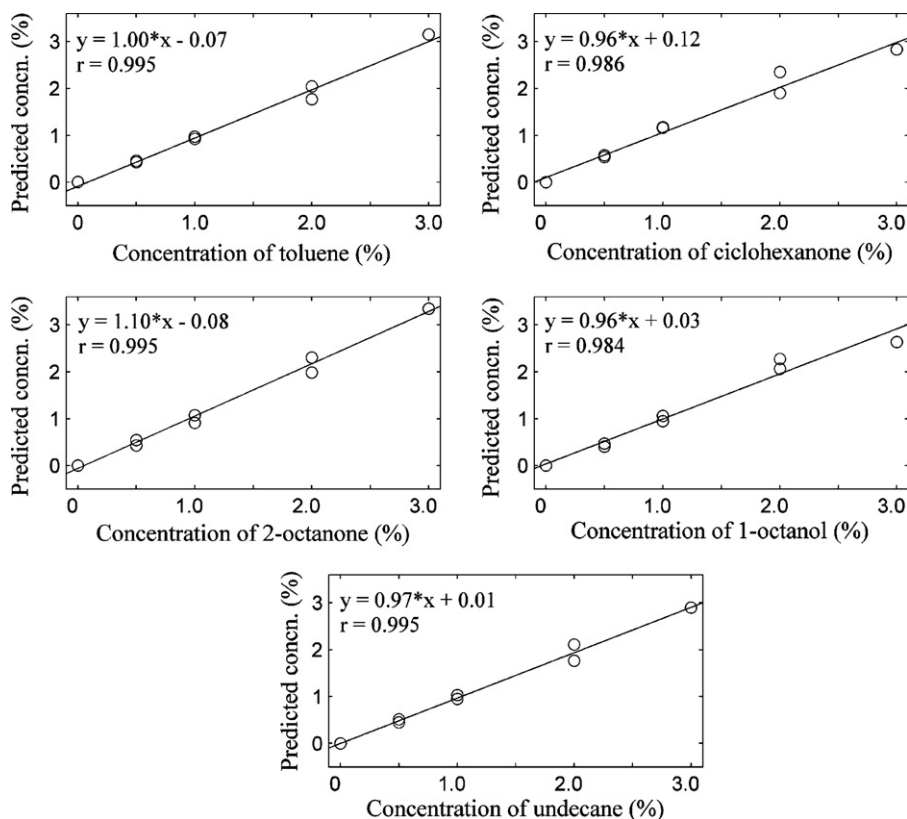 y = 1.00*x - 0.07
r = 0.995
Predicted concn. (%)
3
2
1
0
0 1.0 2.0 3.0
Concentration of toluene (%)
y = 0.96*x + 0.12
r = 0.986
Predicted concn. (%)
3
2
1
0
0 1.0 2.0 3.0
Concentration of ciclohexanone (%)
y = 1.10*x - 0.08
r = 0.995
Predicted concn. (%)
3
2
1
0
0 1.0 2.0 3.0
Concentration of 2-octanone (%)
y = 0.96*x + 0.03
r = 0.984
Predicted concn. (%)
3
2
1
0
0 1.0 2.0 3.0
Concentration of 1-octanol (%)
y = 0.97*x + 0.01
r = 0.995
Predicted concn. (%)
3
2
1
0
0 1.0 2.0 3.0
Concentration of undecane (%)